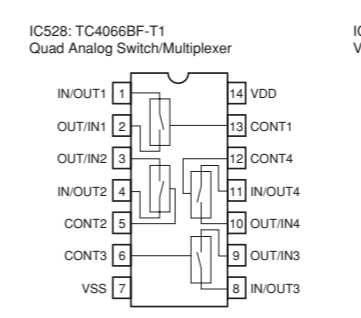 IC528: TC4066BF-T1
Quad Analog Switch/Multiplexer
IN/OUT1 1 14 VDD
OUT/IN1 2 13 CONT1
OUT/IN2 3 12 CONT4
IN/OUT2 4 11 IN/OUT4
CONT2 5 10 OUT/IN4
CONT3 6 9 OUT/IN3
VSS 7 8 IN/OUT3